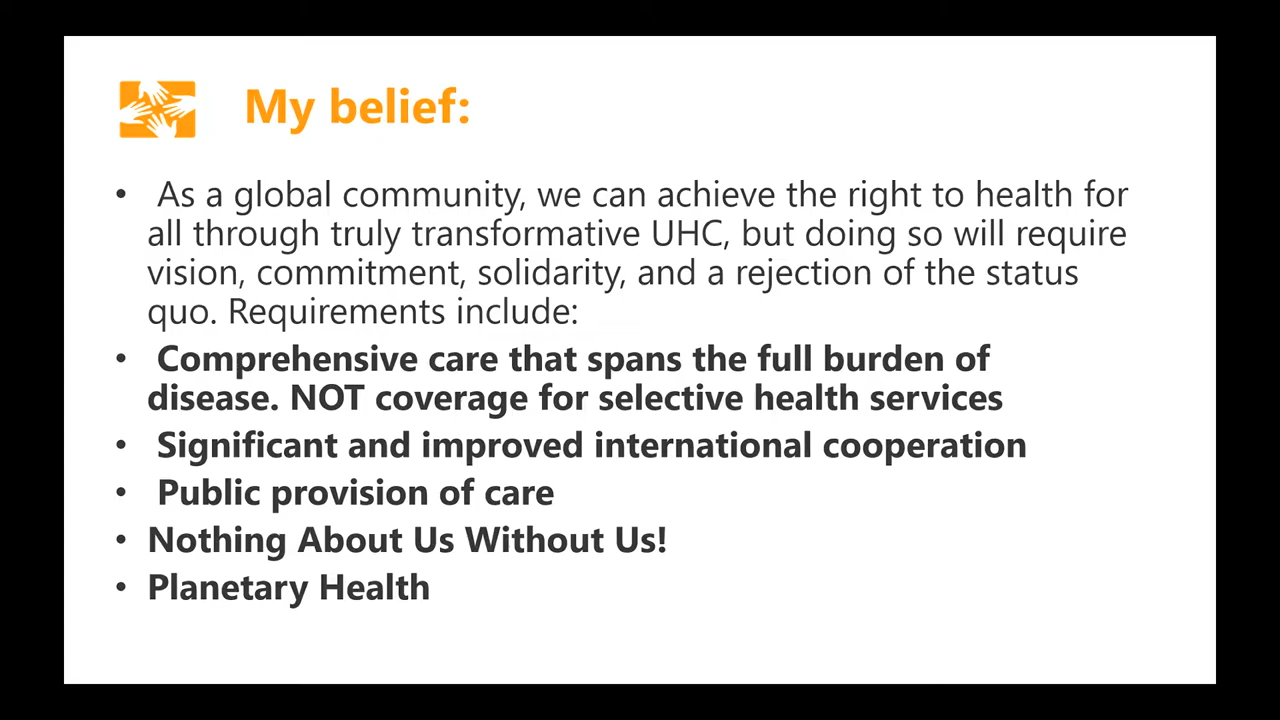 My belief:
• As a global community, we can achieve the right to health for
all through truly transformative UHC, but doing so will require
vision, commitment, solidarity, and a rejection of the status
quo. Requirements include:
• Comprehensive care that spans the full burden of
disease. NOT coverage for selective health services
• Significant and improved international cooperation
• Public provision of care
• Nothing About Us Without Us!
• Planetary Health